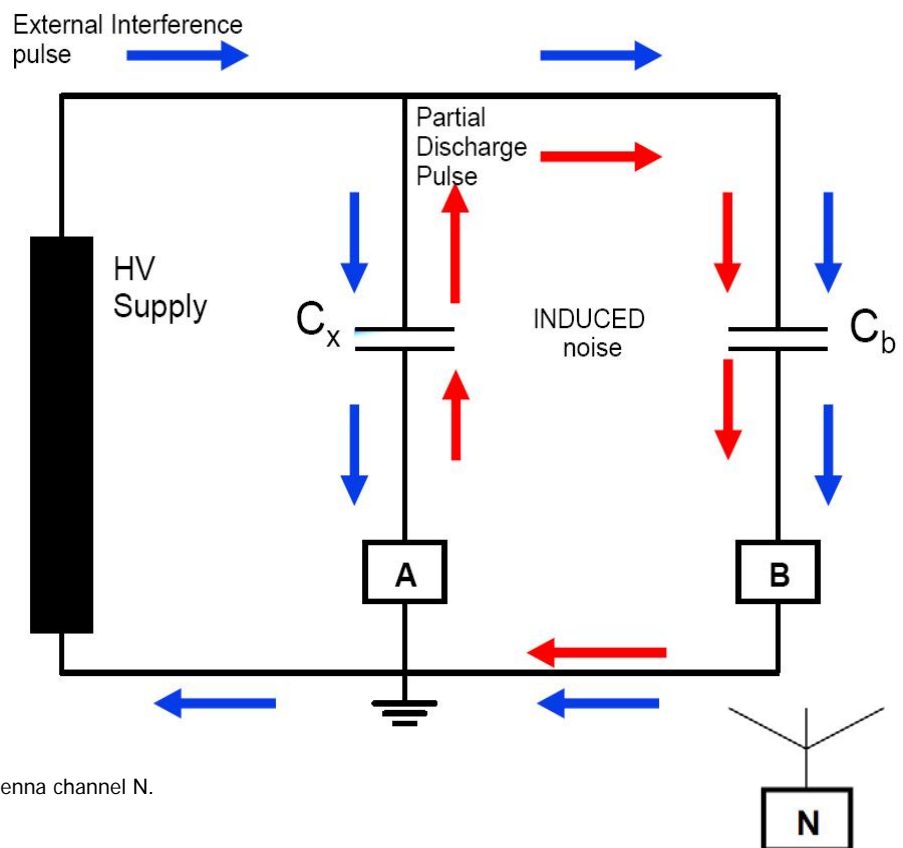 External Interference
pulse
Partial
Discharge
Pulse
HV
Supply
Cx
INDUCED
noise
Cb
A
B
enna channel N.
N